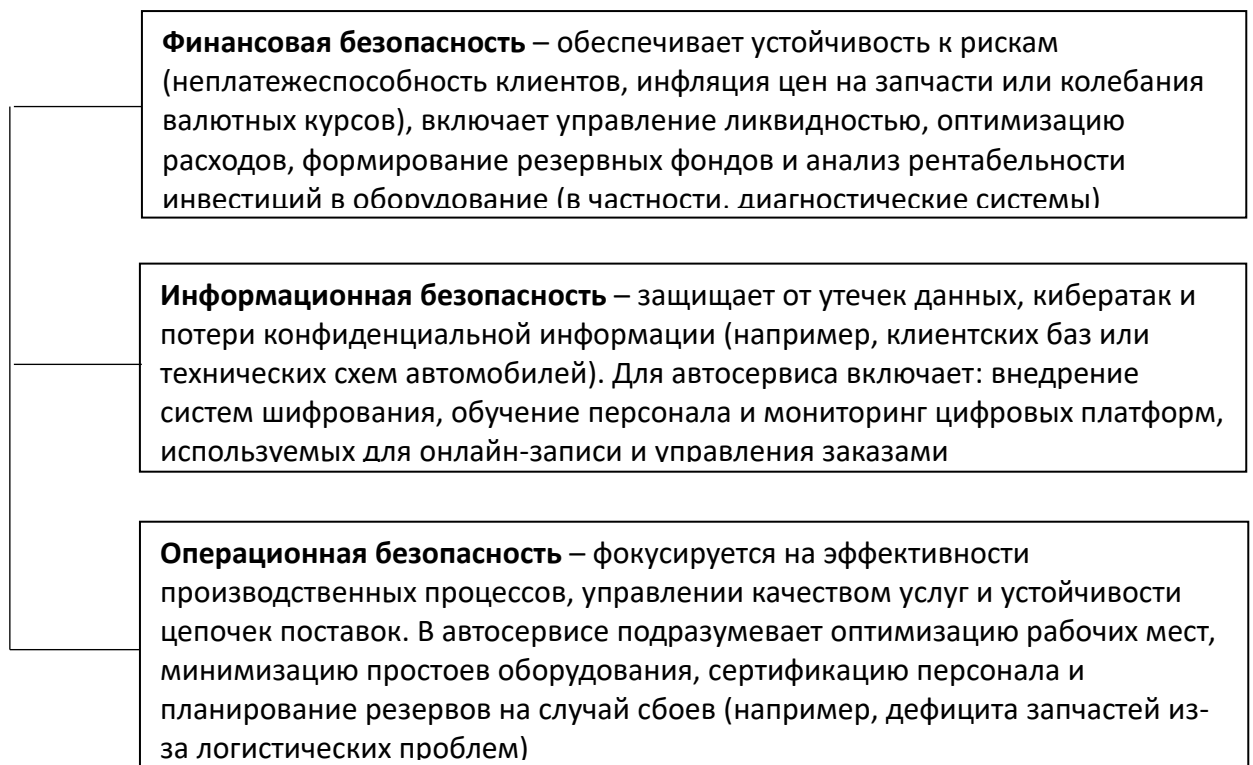 Финансовая безопасность – обеспечивает устойчивость к рискам
(неплатежеспособность клиентов, инфляция цен на запчасти или колебания
валютных курсов), включает управление ликвидностью, оптимизацию
расходов, формирование резервных фондов и анализ рентабельности
инвестиций в оборудование (в частности, диагностические системы)
Информационная безопасность – защищает от утечек данных, кибератак и
потери конфиденциальной информации (например, клиентских баз или
технических схем автомобилей). Для автосервиса включает: внедрение
систем шифрования, обучение персонала и мониторинг цифровых платформ,
используемых для онлайн-записи и управления заказами
Операционная безопасность – фокусируется на эффективности
производственных процессов, управлении качеством услуг и устойчивости
цепочек поставок. В автосервисе подразумевает оптимизацию рабочих мест,
минимизацию простоев оборудования, сертификацию персонала и
планирование резервов на случай сбоев (например, дефицита запчастей из-
за логистических проблем)